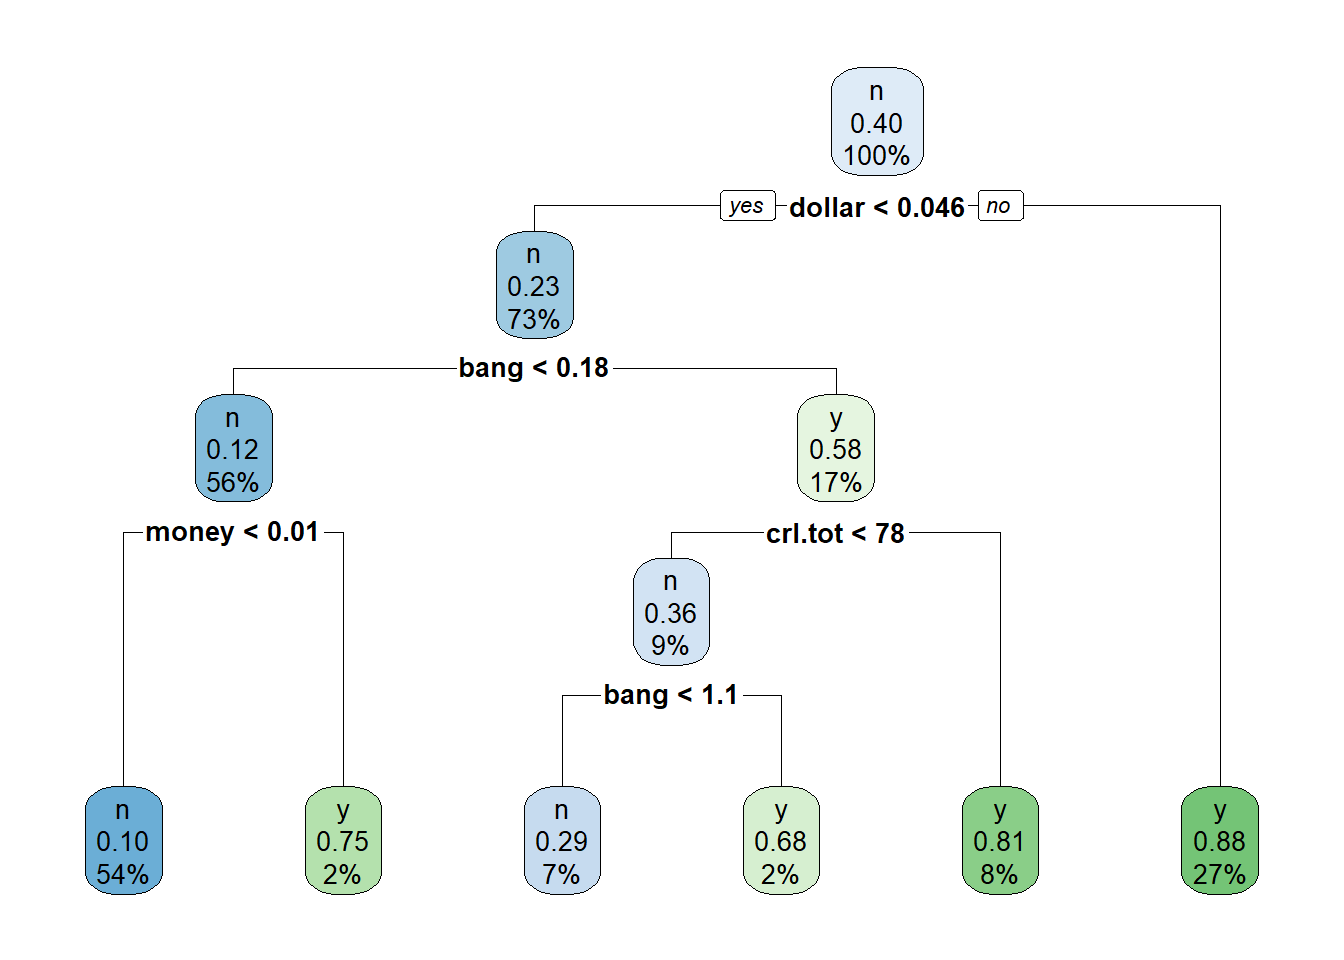 n
0.40
100%
yes
dollar < 0.046
no
n
0.23
73%
bang < 0.18
n
0.12
56%
y
0.58
17%
money < 0.01
crl.tot < 78
n
0.36
9%
bang < 1.1
n
0.10
54%
y
0.75
2%
n
0.29
7%
y
0.68
2%
y
0.81
8%
y
0.88
27%